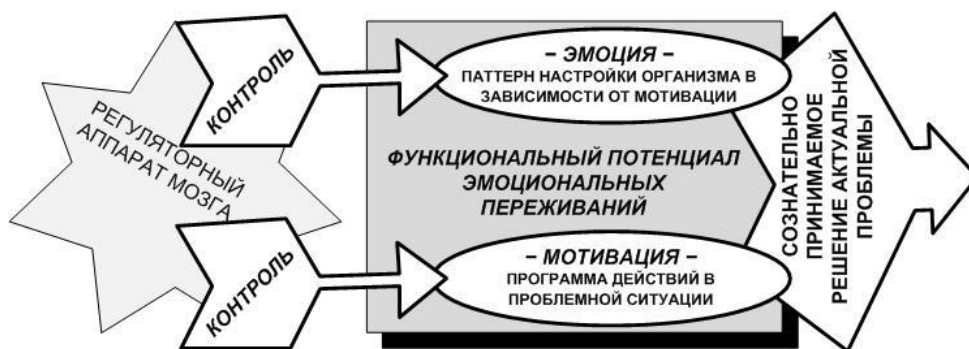 РЕГУЛЯТОРНЫЙ
АППАРАТ МОЗГА
КОНТРОЛЬ
– ЭМОЦИЯ –
ПАТТЕРН НАСТРОЙКИ ОРГАНИЗМА В
ЗАВИСИМОСТИ ОТ МОТИВАЦИИ
ФУНКЦИОНАЛЬНЫЙ ПОТЕНЦИАЛ
ЭМОЦИОНАЛЬНЫХ
ПЕРЕЖИВАНИЙ
КОНТРОЛЬ
– МОТИВАЦИЯ –
ПРОГРАММА ДЕЙСТВИЙ В
ПРОБЛЕМНОЙ СИТУАЦИИ
СОЗНАТЕЛЬНО
ПРИНИМАЕМОЕ
РЕШЕНИЕ АКТУАЛЬНОЙ
ПРОБЛЕМЫ